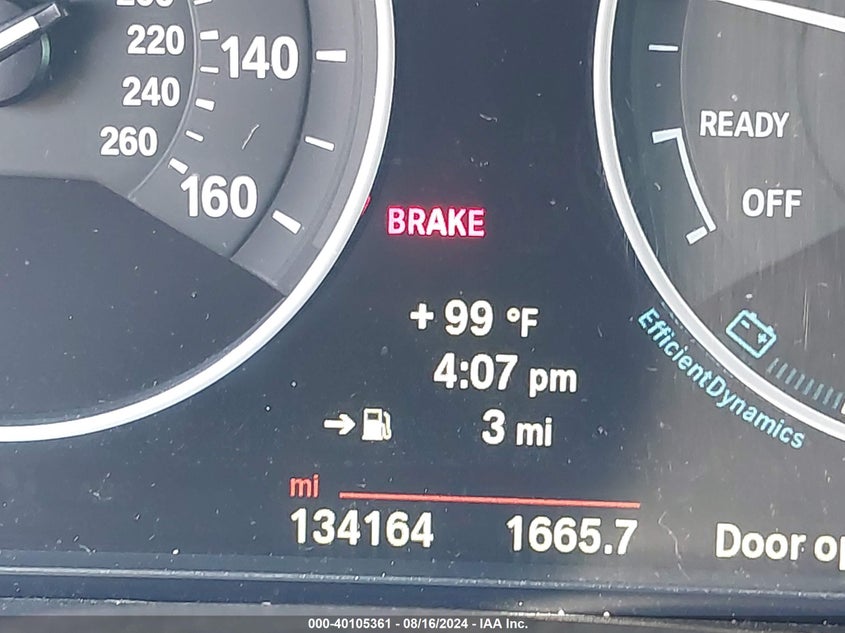 220
140
240
260
160
READY
OFF
BRAKE
+ 99 °F
4:07 pm
3 mi
EfficientDynamics
mi
134164 1665.7
Door op
000-40105361 - 08/16/2024 - IAA Inc.